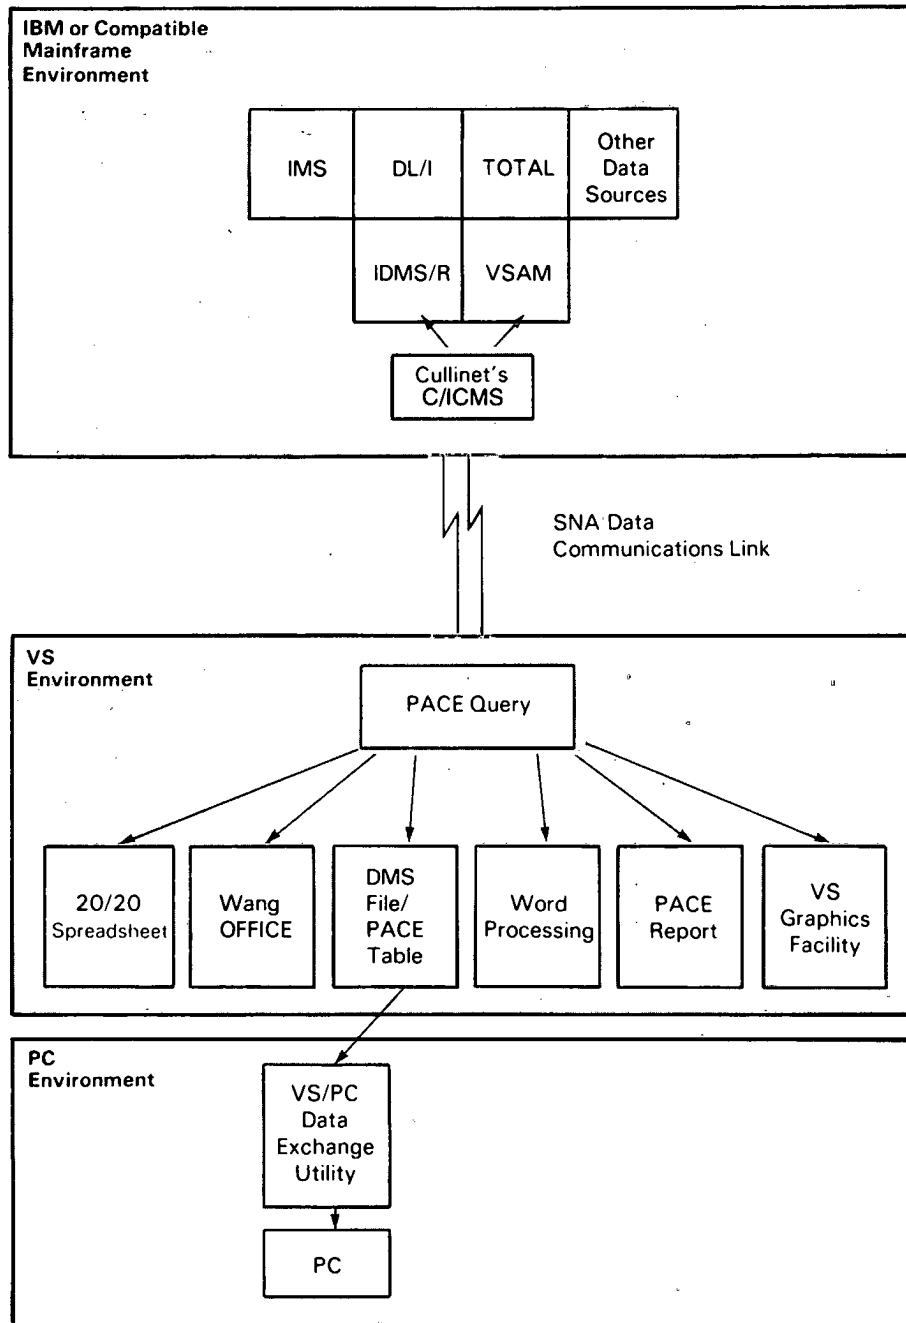 IBM or Compatible
Mainframe
Environment
IMS
DL/I
TOTAL
Other
Data
Sources
IDMS/R
VSAM
Cullinet's
C/ICMS
SNA Data
Communications Link
VS
Environment
PACE Query
20/20
Spreadsheet
Wang
OFFICE
DMS
File/
PACE
Table
Word
Processing
PACE
Report
VS
Graphics
Facility
PC
Environment
VS/PC
Data
Exchange
Utility
PC